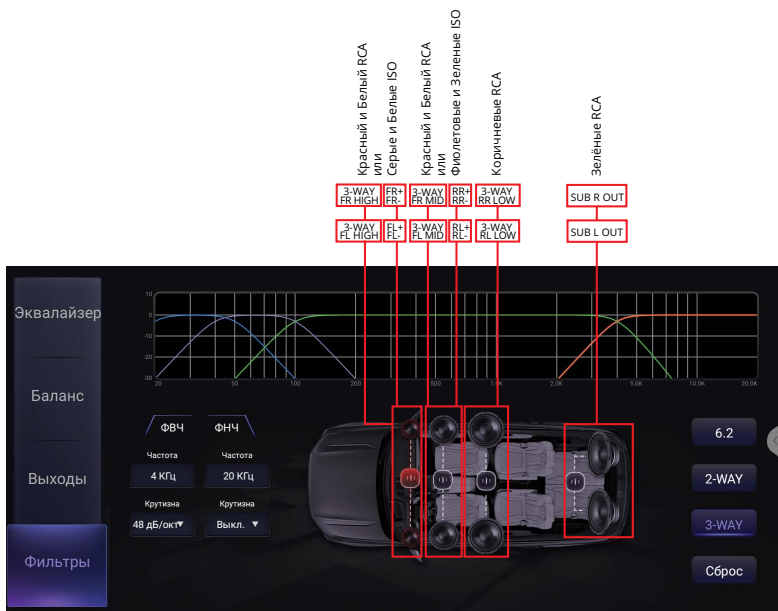 Красный и Белый RCA
или
Серые и Белые ISO
Красный и Белый RCA
или
Фиолетовые и Зеленые ISO
Коричневые RCA
Зелёные RCA
3-WAY
FR HIGH
FR+
FR-
3-WAY
FR MID
RR+
RR-
3-WAY
RR LOW
SUB R OUT
3-WAY
FL HIGH
FL+
FL-
3-WAY
FL MID
RL+
RL-
3-WAY
RL LOW
SUB L OUT
Эквалайзер
Баланс
Выходы
Фильтры
10
0
-10
-20
-30
20
50
100
200
500
1.0K
2.0K
5.0K
10.0K
20.0K
ФВЧ
ФНЧ
Частота
Частота
4 КГц
20 КГц
Крутизна
Крутизна
48 дБ/окт
Выкл.
6.2
2-WAY
3-WAY
Сброс